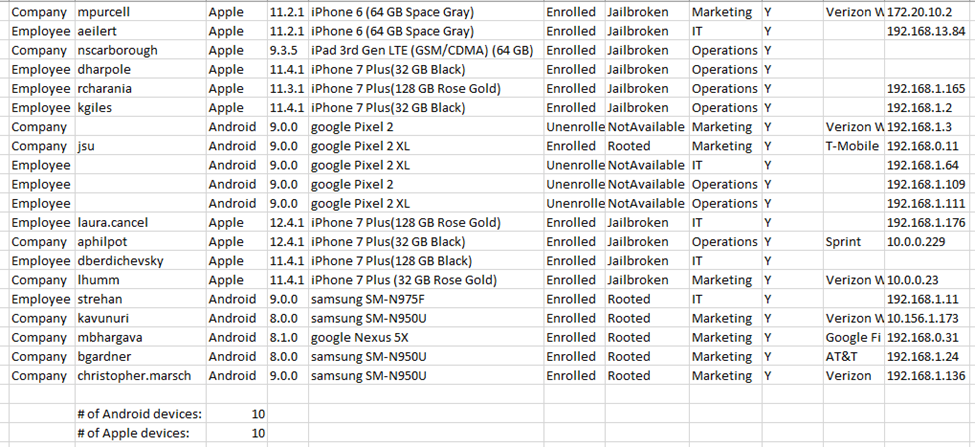 Company mpurcell Apple 11.2.1 iPhone 6 (64 GB Space Gray) Enrolled Jailbroken Marketing Y Verizon W 172.20.10.2
Employee aeilert Apple 11.2.1 iPhone 6 (64 GB Space Gray) Enrolled Jailbroken IT Y 192.168.13.84
Company nscarborough Apple 9.3.5 iPad 3rd Gen LTE (GSM/CDMA) (64 GB) Enrolled Jailbroken Operations Y
Employee dharpole Apple 11.4.1 iPhone 7 Plus(32 GB Black) Enrolled Jailbroken Operations Y
Employee rcharania Apple 11.3.1 iPhone 7 Plus(128 GB Rose Gold) Enrolled Jailbroken Operations Y 192.168.1.165
Employee kgiles Apple 11.4.1 iPhone 7 Plus(32 GB Black) Enrolled Jailbroken Operations Y 192.168.1.2
Company Android 9.0.0 google Pixel 2 Unenrolle NotAvailable Marketing Y Verizon W 192.168.1.3
Company jsu Android 9.0.0 google Pixel 2 XL Enrolled Rooted Marketing Y T-Mobile 192.168.0.11
Employee Android 9.0.0 google Pixel 2 XL Unenrolle NotAvailable IT Y 192.168.1.64
Employee Android 9.0.0 google Pixel 2 Unenrolle NotAvailable Operations Y 192.168.1.109
Employee Android 9.0.0 google Pixel 2 XL Unenrolle NotAvailable Operations Y 192.168.1.111
Employee laura.cancel Apple 12.4.1 iPhone 7 Plus(128 GB Rose Gold) Enrolled Jailbroken IT Y 192.168.1.176
Company aphilpot Apple 12.4.1 iPhone 7 Plus(32 GB Black) Enrolled Jailbroken Operations Y Sprint 10.0.0.229
Employee dberdichevsky Apple 11.4.1 iPhone 7 Plus(128 GB Black) Enrolled Jailbroken IT Y
Company lhumm Apple 11.4.1 iPhone 7 Plus (32 GB Rose Gold) Enrolled Jailbroken Marketing Y Verizon W 10.0.0.23
Employee strehan Android 9.0.0 samsung SM-N975F Enrolled Rooted IT Y 192.168.1.11
Company kavunuri Android 8.0.0 samsung SM-N950U Enrolled Rooted Marketing Y Verizon W 10.156.1.173
Company mbhargava Android 8.1.0 google Nexus 5X Enrolled Rooted Marketing Y Google Fi 192.168.0.31
Company bgardner Android 8.0.0 samsung SM-N950U Enrolled Rooted Marketing Y AT&T 192.168.1.24
Company christopher.marsch Android 9.0.0 samsung SM-N950U Enrolled Rooted Marketing Y Verizon 192.168.1.136
# of Android devices: 10
# of Apple devices: 10